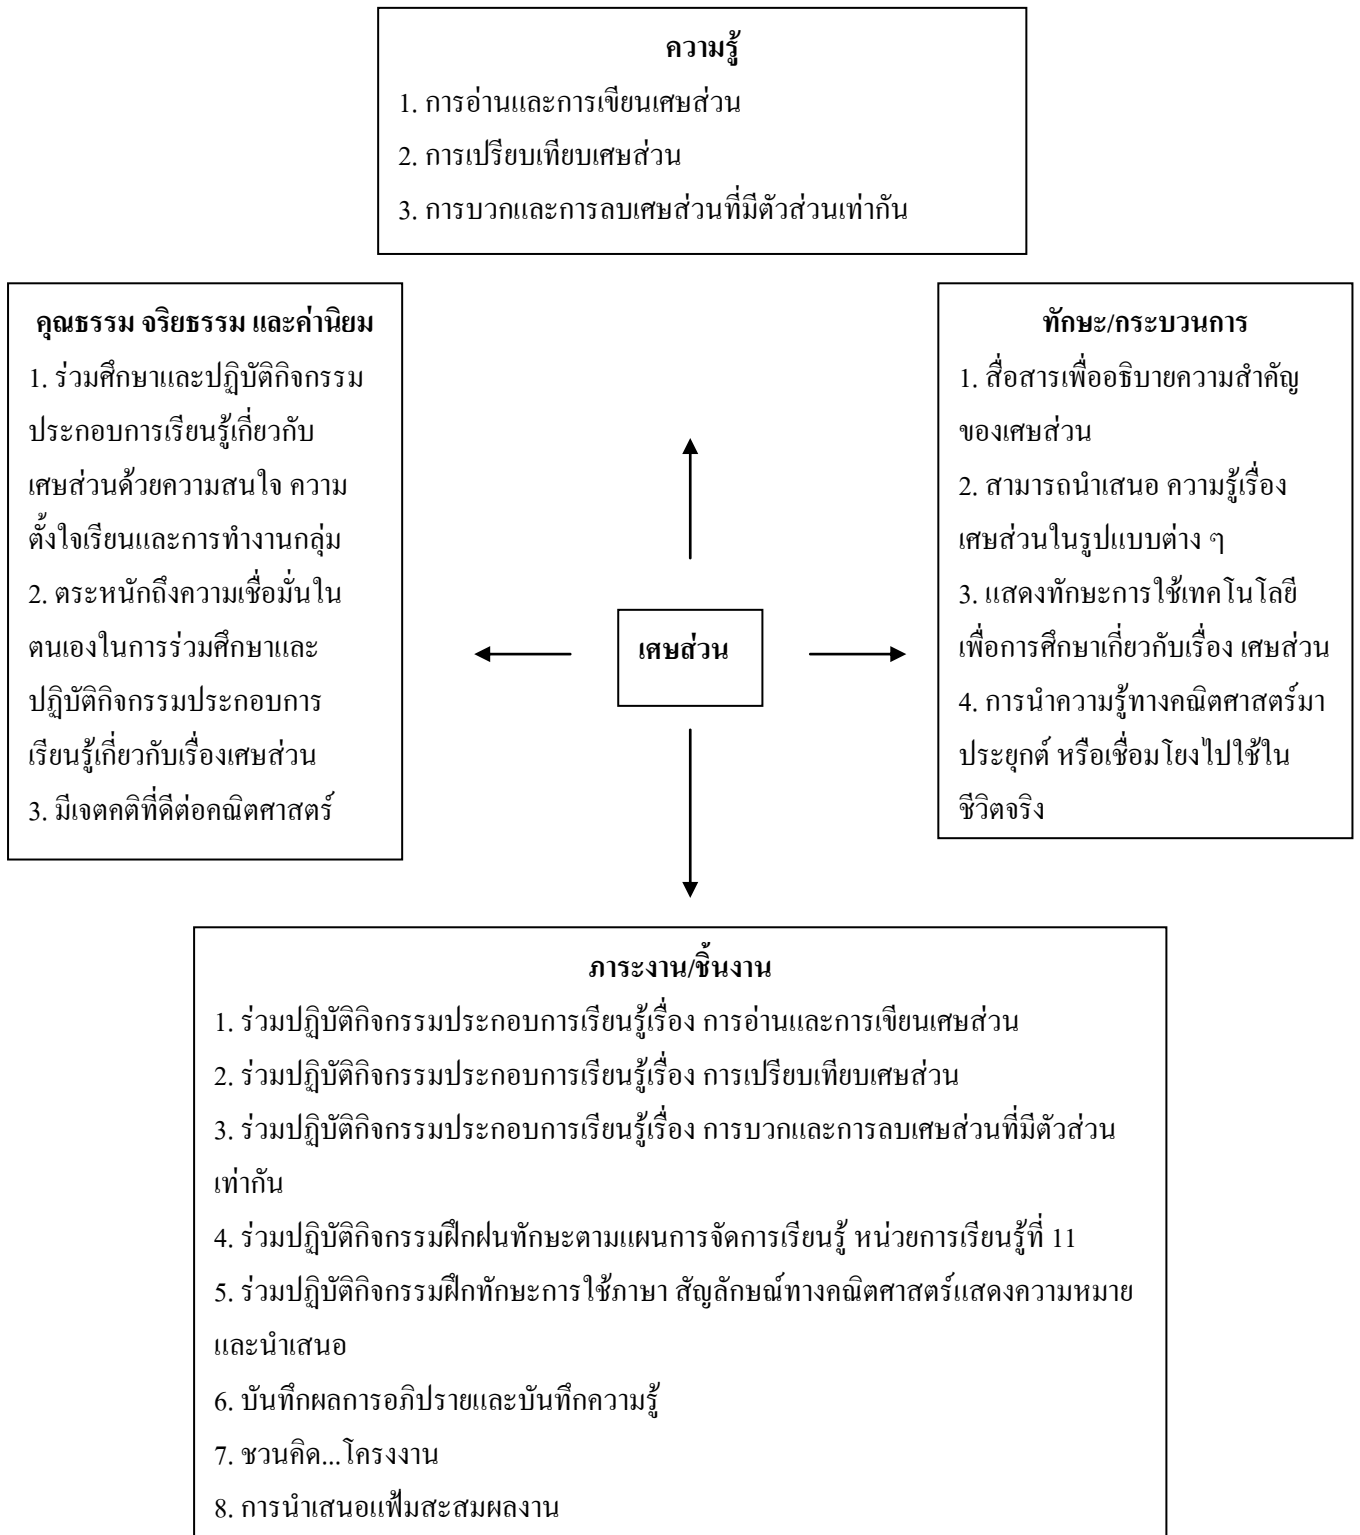 ความรู้
1. การอ่านและการเขียนเศษส่วน
2. การเปรียบเทียบเศษส่วน
3. การบวกและการลบเศษส่วนที่มีตัวส่วนเท่ากัน
คุณธรรม จริยธรรม และค่านิยม
1. ร่วมศึกษาและปฏิบัติกิจกรรม
ประกอบการเรียนรู้เกี่ยวกับ
เศษส่วนด้วยความสนใจ ความ
ตั้งใจเรียนและการทำงานกลุ่ม
2. ตระหนักถึงความเชื่อมั่นใน
ตนเองในการร่วมศึกษาและ
ปฏิบัติกิจกรรมประกอบการ
เรียนรู้เกี่ยวกับเรื่องเศษส่วน
3. มีเจตคติที่ดีต่อคณิตศาสตร์
เศษส่วน
ทักษะ/กระบวนการ
1. สื่อสารเพื่ออธิบายความสำคัญ
ของเศษส่วน
2. สามารถนำเสนอ ความรู้เรื่อง
เศษส่วนในรูปแบบต่าง ๆ
3. แสดงทักษะการใช้เทคโนโลยี
เพื่อการศึกษาเกี่ยวกับเรื่อง เศษส่วน
4. การนำความรู้ทางคณิตศาสตร์มา
ประยุกต์ หรือเชื่อมโยงไปใช้ใน
ชีวิตจริง
ภาระงาน/ชิ้นงาน
1. ร่วมปฏิบัติกิจกรรมประกอบการเรียนรู้เรื่อง การอ่านและการเขียนเศษส่วน
2. ร่วมปฏิบัติกิจกรรมประกอบการเรียนรู้เรื่อง การเปรียบเทียบเศษส่วน
3. ร่วมปฏิบัติกิจกรรมประกอบการเรียนรู้เรื่อง การบวกและการลบเศษส่วนที่มีตัวส่วน
เท่ากัน
4. ร่วมปฏิบัติกิจกรรมฝึกฝนทักษะตามแผนการจัดการเรียนรู้ หน่วยการเรียนรู้ที่ 11
5. ร่วมปฏิบัติกิจกรรมฝึกทักษะการใช้ภาษา สัญลักษณ์ทางคณิตศาสตร์แสดงความหมาย
และนำเสนอ
6. บันทึกผลการอภิปรายและบันทึกความรู้
7. ชวนคิด...โครงงาน
8. การนำเสนอแฟ้มสะสมผลงาน